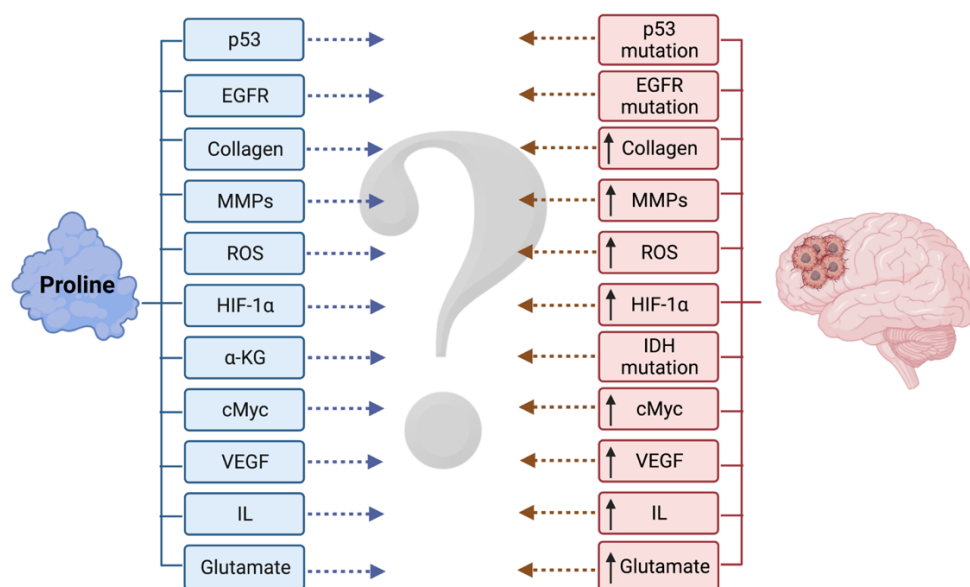 p53
EGFR
Collagen
MMPs
ROS
HIF-1α
α-KG
cMyc
VEGF
IL
Glutamate
Proline
?
p53
mutation
EGFR
mutation
Collagen
MMPs
ROS
HIF-1α
IDH
mutation
cMyc
VEGF
IL
Glutamate